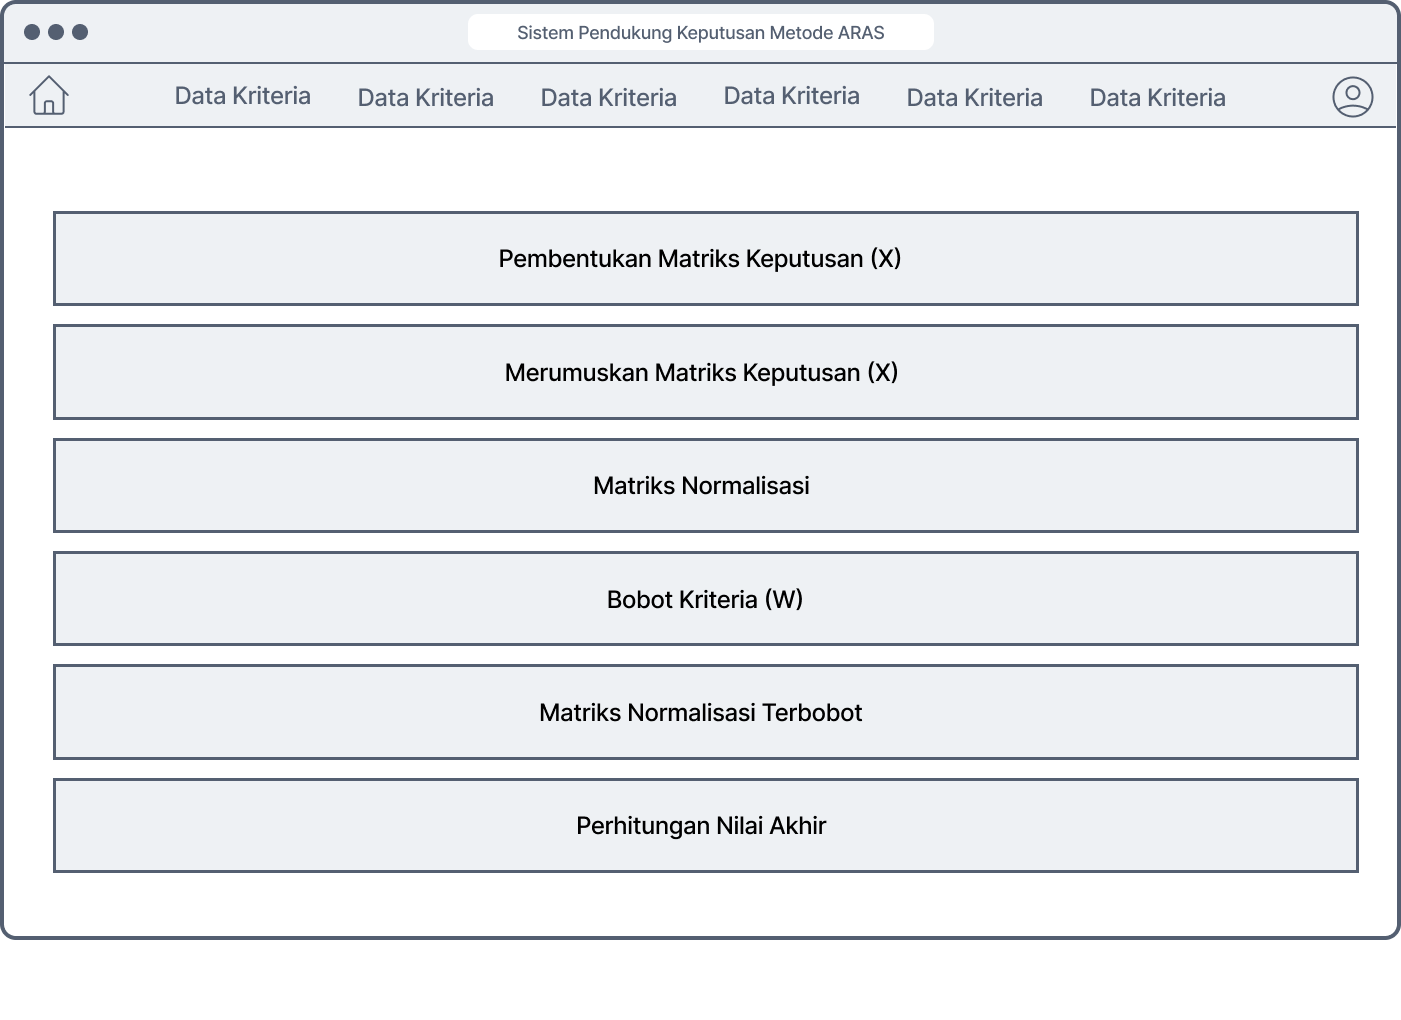 Sistem Pendukung Keputusan Metode ARAS
Data Kriteria Data Kriteria Data Kriteria Data Kriteria Data Kriteria Data Kriteria
Pembentukan Matriks Keputusan (X)
Merumuskan Matriks Keputusan (X)
Matriks Normalisasi
Bobot Kriteria (W)
Matriks Normalisasi Terbobot
Perhitungan Nilai Akhir